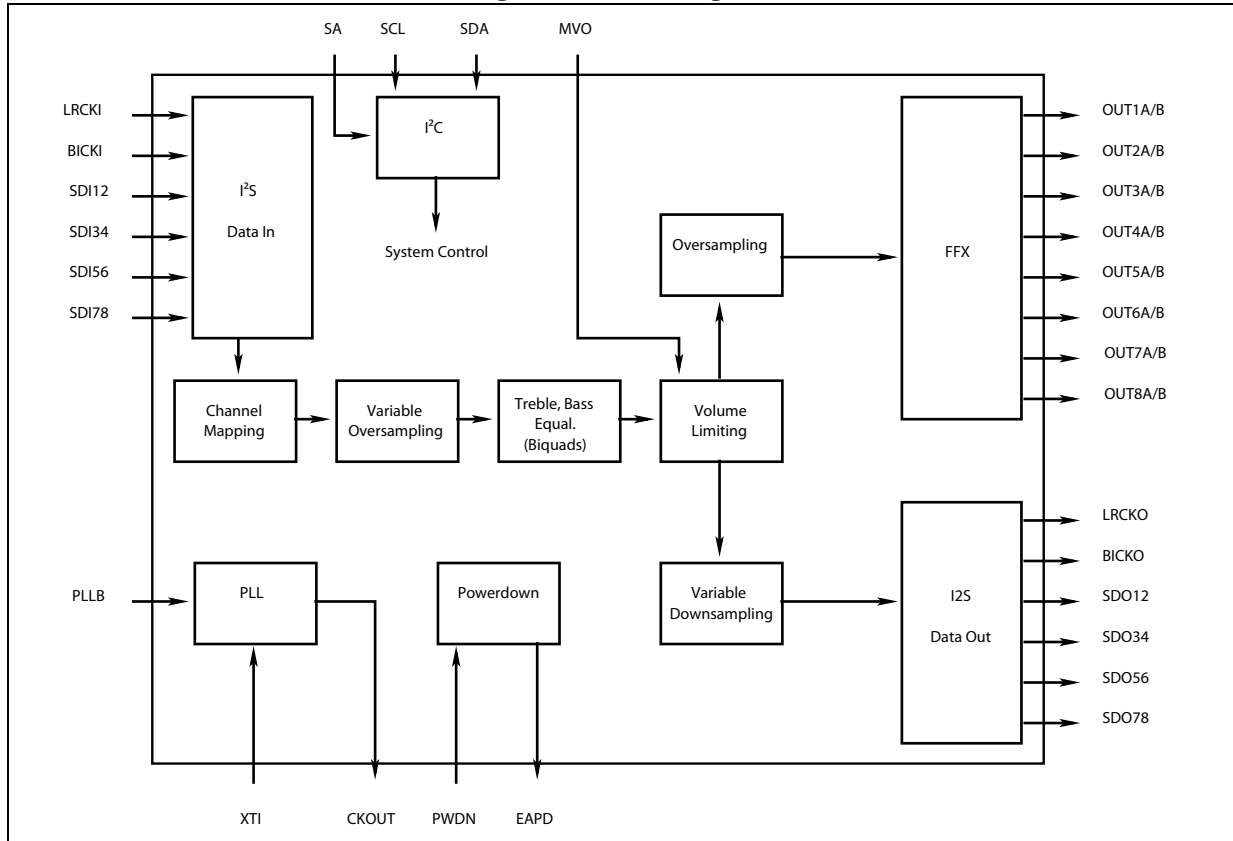 SA SCL SDA MVO
LRCKI
BICKI
SDI12
SDI34
SDI56
SDI78
I²S
Data In
I²C
System Control
Oversampling
FFX
OUT1A/B
OUT2A/B
OUT3A/B
OUT4A/B
OUT5A/B
OUT6A/B
OUT7A/B
OUT8A/B
Channel
Mapping
Variable
Oversampling
Treble, Bass
Equal.
(Biquads)
Volume
Limiting
PLLB
PLL
Powerdown
Variable
Downsampling
I2S
Data Out
LRCKO
BICKO
SDO12
SDO34
SDO56
SDO78
XTI CKOUT PWDN EAPD